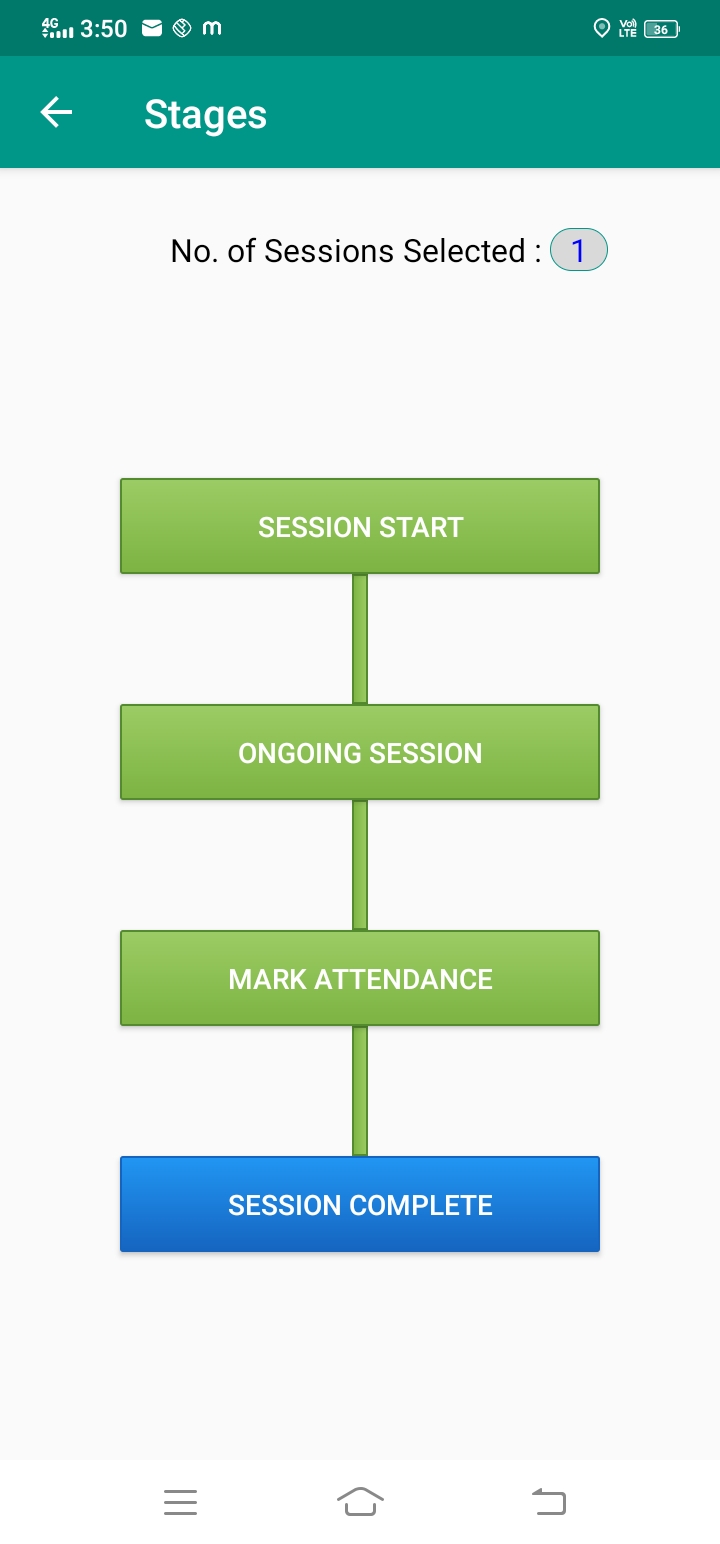 4G 3:50 m Vo) LTE 36
Stages
No. of Sessions Selected : 1
SESSION START
ONGOING SESSION
MARK ATTENDANCE
SESSION COMPLETE